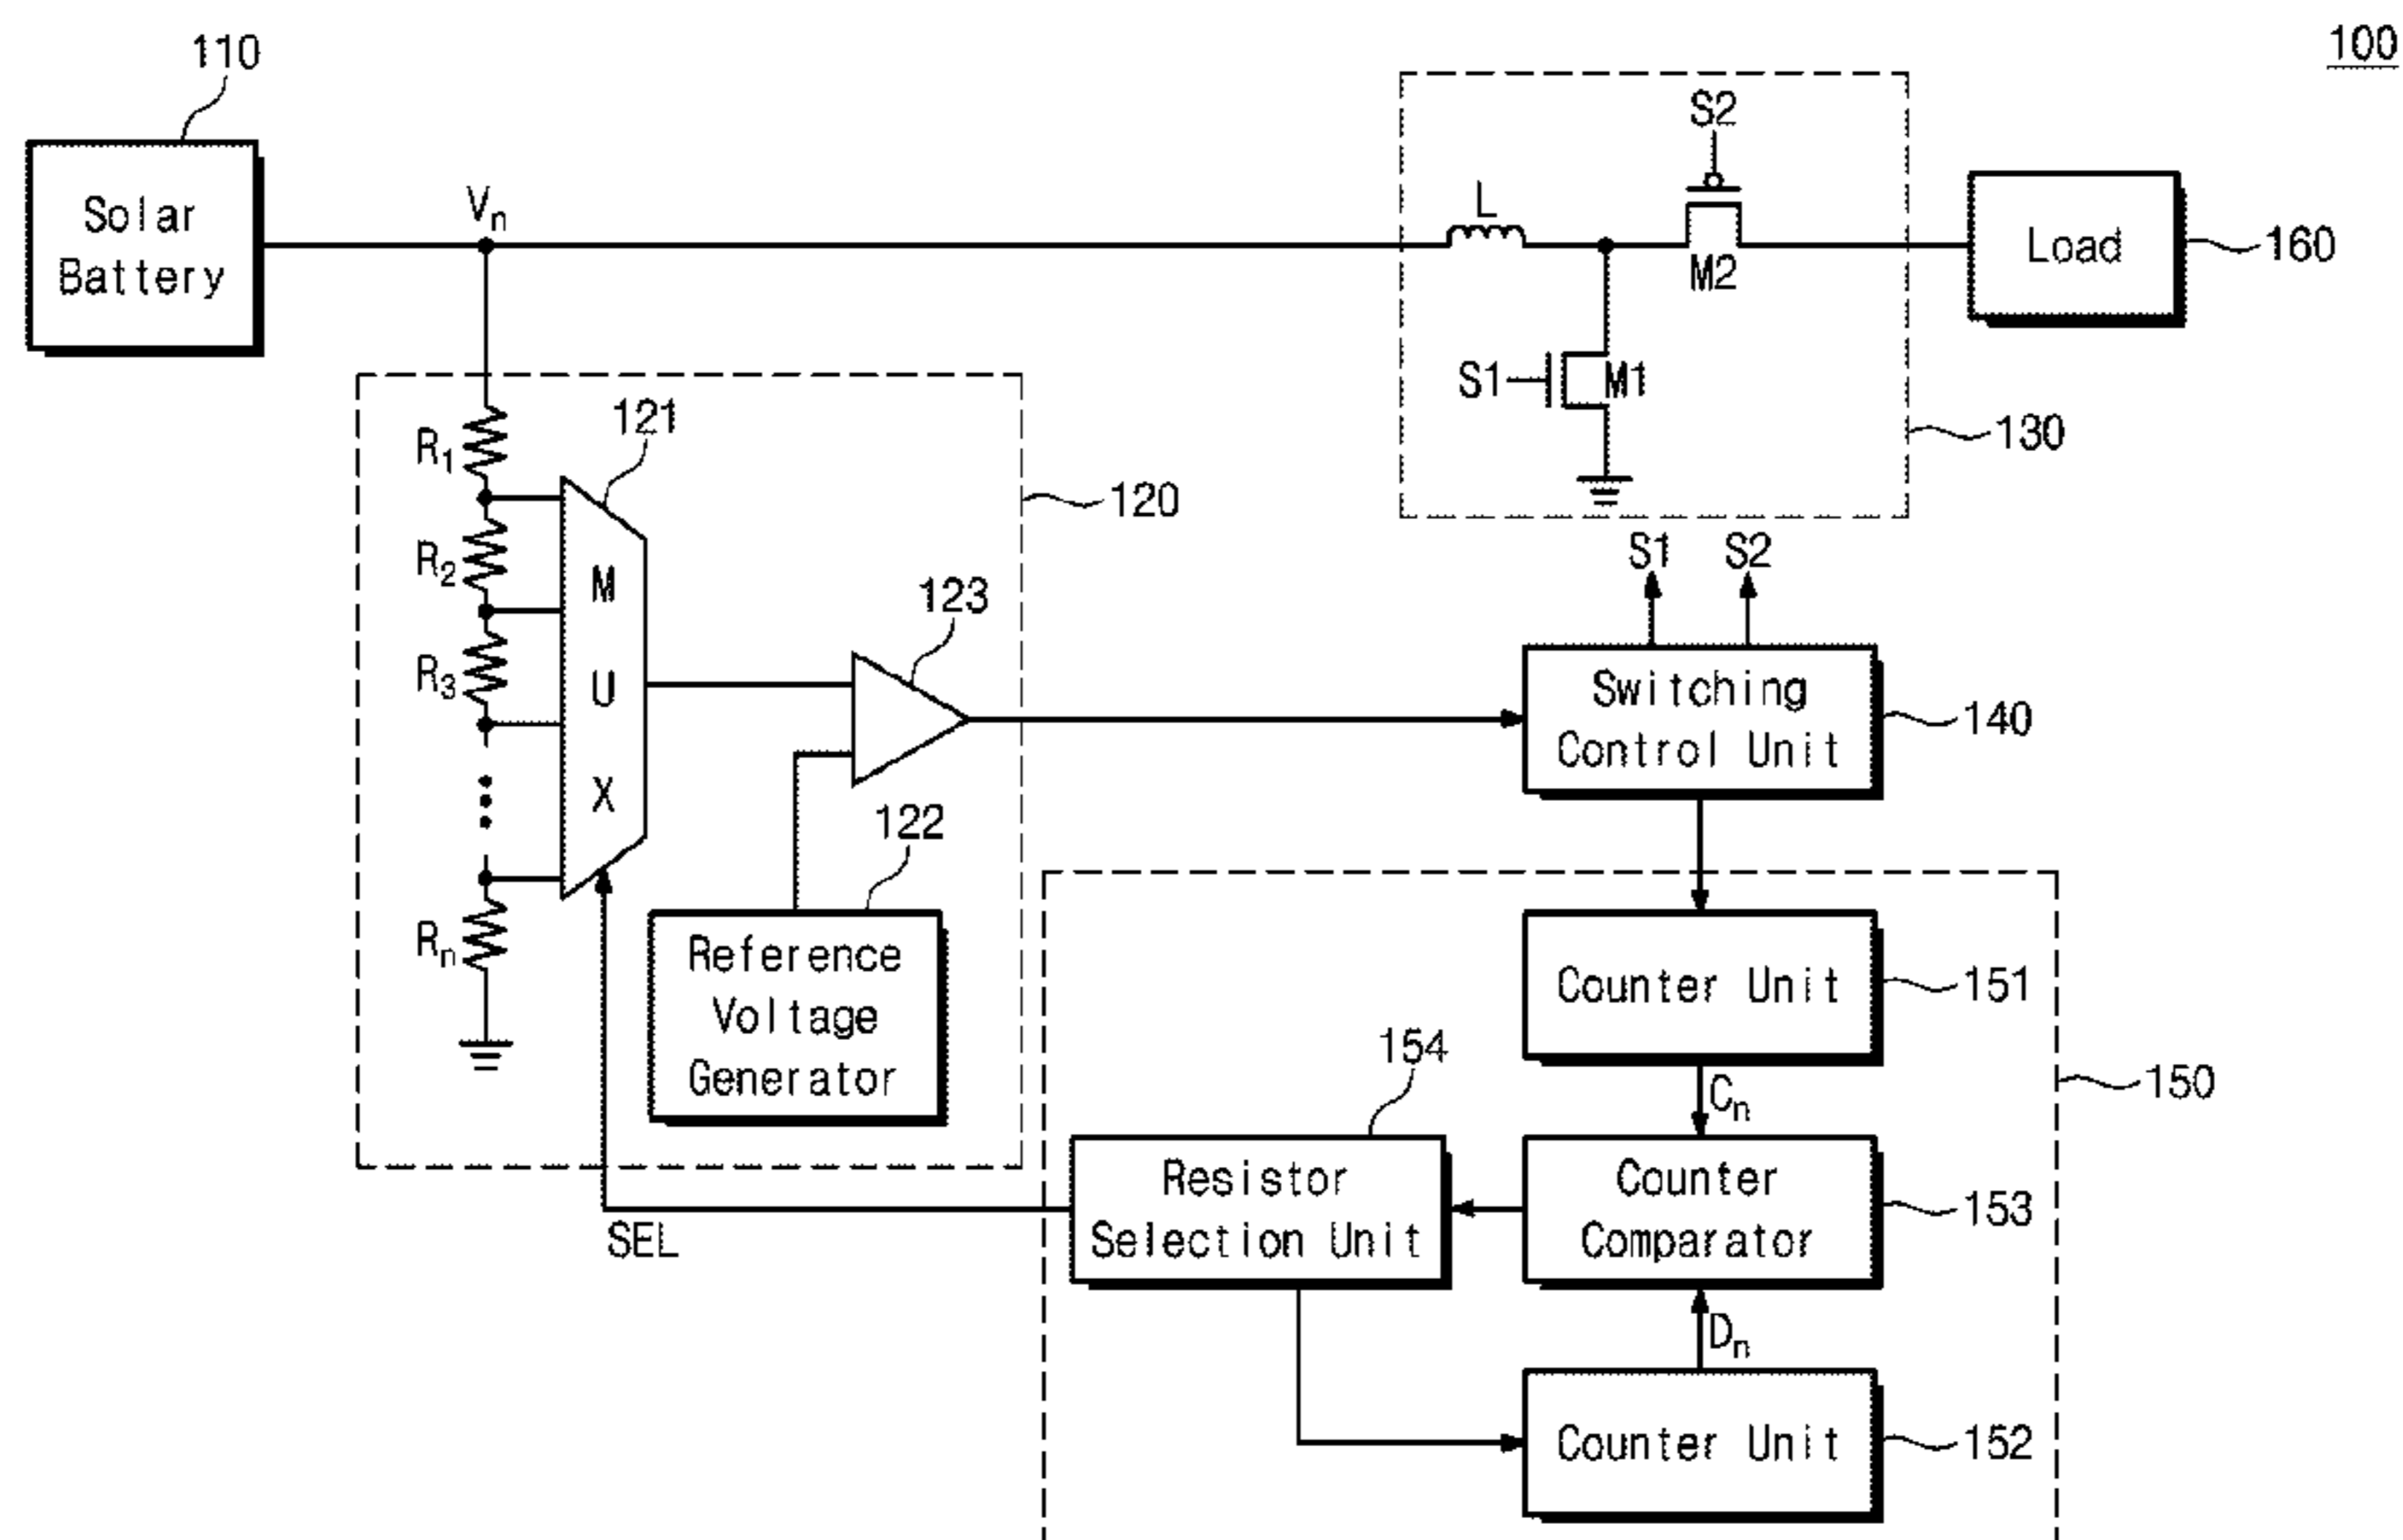 100
110
Solar
Battery
Vn
S2
L
M2
Load
160
S1
M1
130
R1
121
120
R2
M
U
X
R3
123
S1
S2
Switching
Control Unit
140
122
Rn
Reference
Voltage
Generator
Counter Unit
151
150
Cn
154
Resistor
Selection Unit
Counter
Comparator
153
SEL
Dn
Counter Unit
152